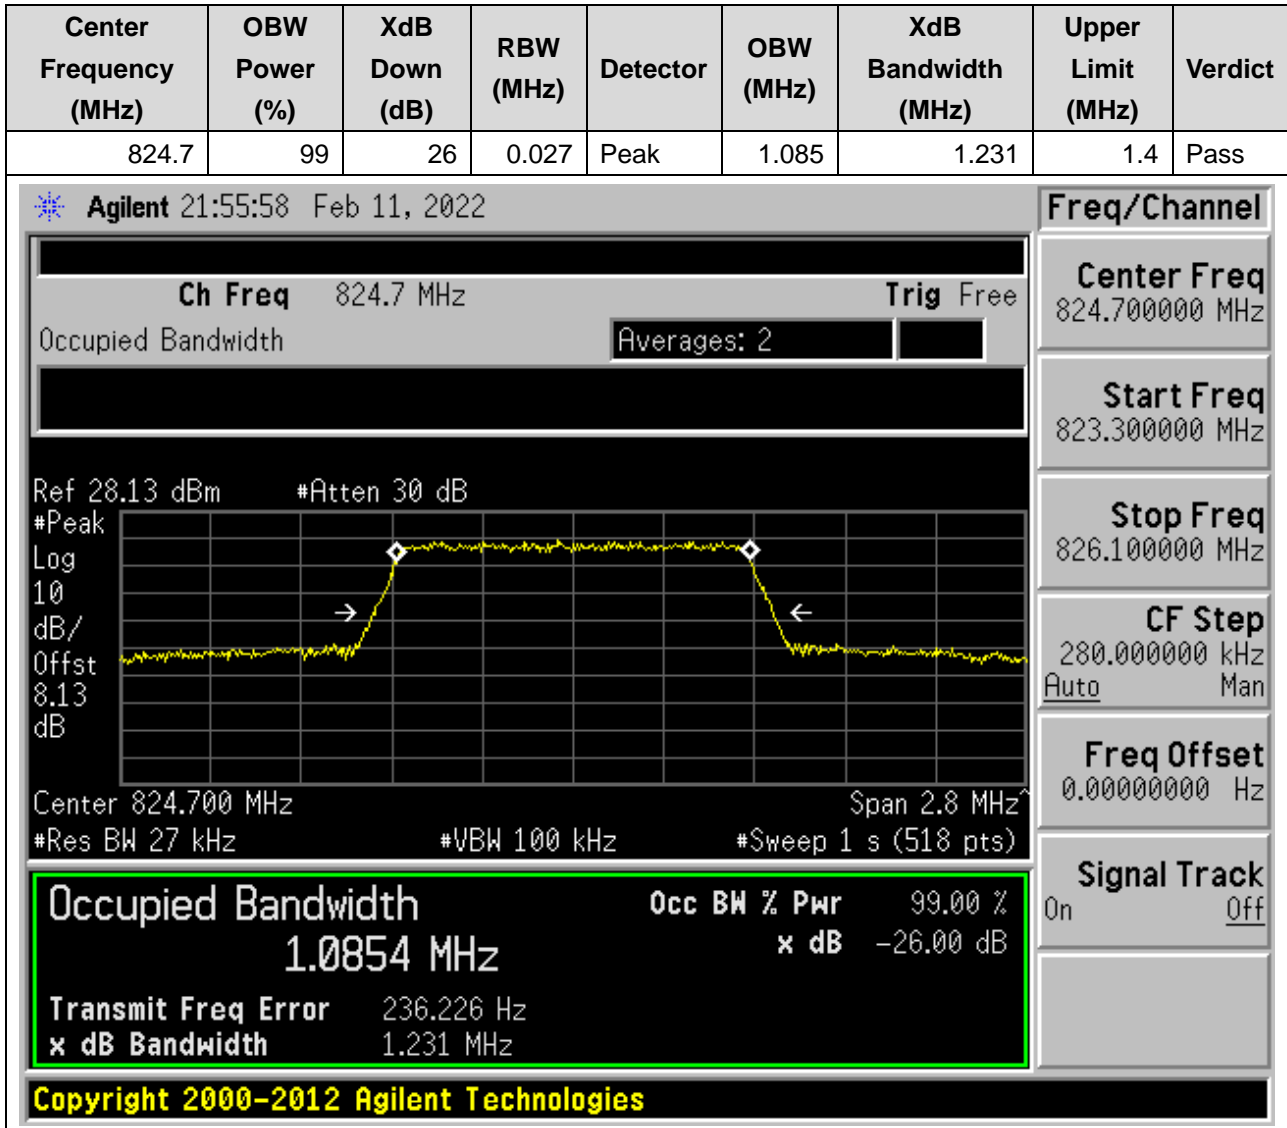 Center Frequency (MHz) OBW Power (%) XdB Down (dB) RBW (MHz) Detector OBW (MHz) XdB Bandwidth (MHz) Upper Limit (MHz) Verdict
824.7 99 26 0.027 Peak 1.085 1.231 1.4 Pass
Agilent 21:55:58 Feb 11, 2022
Freq/Channel
Ch Freq 824.7 MHz Trig Free
Occupied Bandwidth Averages: 2
Center Freq
824.700000 MHz
Start Freq
823.300000 MHz
Stop Freq
826.100000 MHz
CF Step
280.000000 kHz
Auto Man
Freq Offset
0.00000000 Hz
Signal Track
On Off
Ref 28.13 dBm #Atten 30 dB
#Peak
Log
10
dB/
Offst
8.13
dB
Center 824.700 MHz Span 2.8 MHz^
#Res BW 27 kHz #VBW 100 kHz #Sweep 1 s (518 pts)
Occupied Bandwidth Occ BW % Pwr 99.00 %
1.0854 MHz x dB -26.00 dB
Transmit Freq Error 236.226 Hz
x dB Bandwidth 1.231 MHz
Copyright 2000-2012 Agilent Technologies